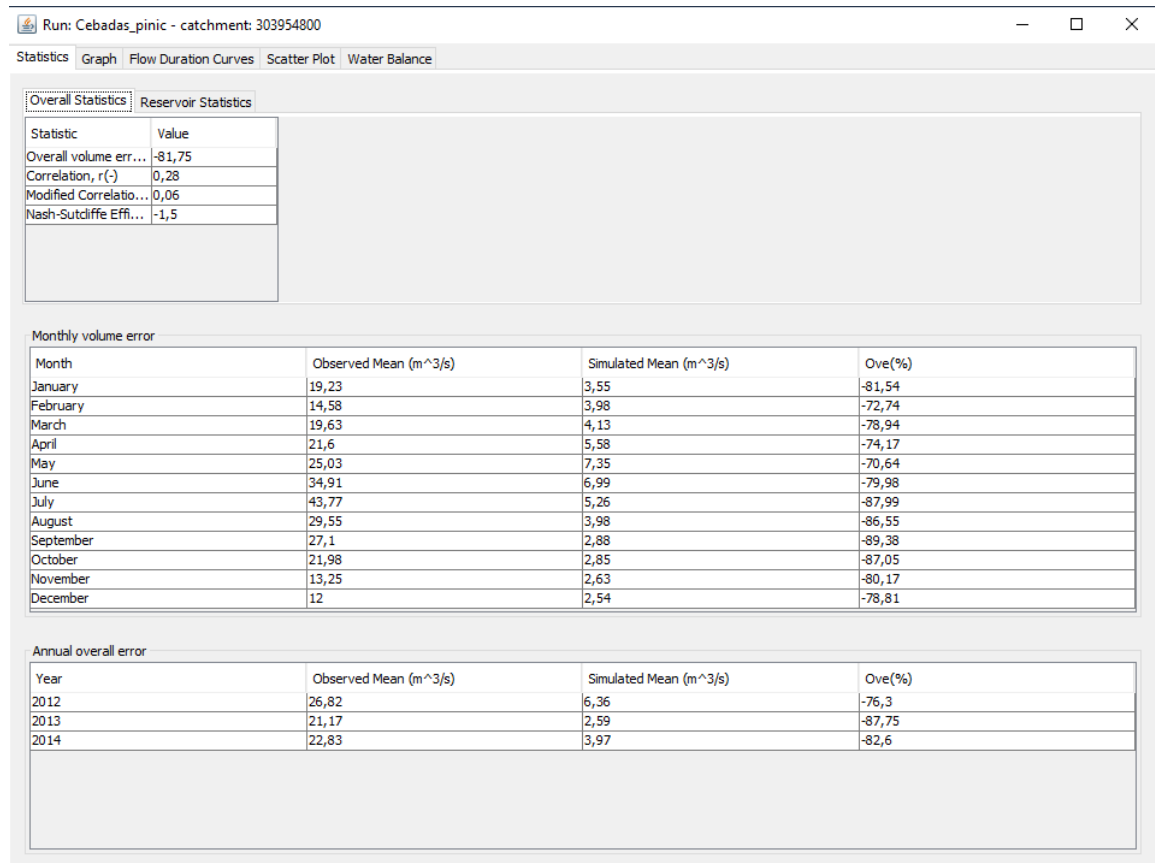 Run: Cebadas_pinic - catchment: 303954800
Statistics Graph Flow Duration Curves Scatter Plot Water Balance
Overall Statistics Reservoir Statistics
Statistic Value
Overall volume err... -81,75
Correlation, r(-) 0,28
Modified Correlatio... 0,06
Nash-Sutcliffe Effi... -1,5
Monthly volume error
Month Observed Mean (m^3/s) Simulated Mean (m^3/s) Ove(%)
January 19,23 3,55 -81,54
February 14,58 3,98 -72,74
March 19,63 4,13 -78,94
April 21,6 5,58 -74,17
May 25,03 7,35 -70,64
June 34,91 6,99 -79,98
July 43,77 5,26 -87,99
August 29,55 3,98 -86,55
September 27,1 2,88 -89,38
October 21,98 2,85 -87,05
November 13,25 2,63 -80,17
December 12 2,54 -78,81
Annual overall error
Year Observed Mean (m^3/s) Simulated Mean (m^3/s) Ove(%)
2012 26,82 6,36 -76,3
2013 21,17 2,59 -87,75
2014 22,83 3,97 -82,6